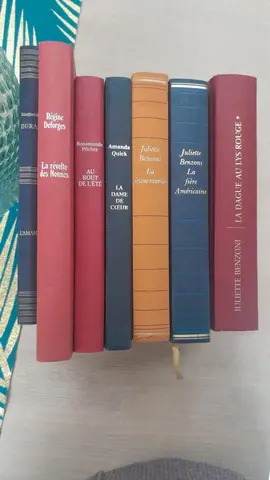 DURAS
L'AMANT
Régine
Deforges
La révolte
des Nonnes
Rosamunde
Pilcher
AU
BOUT
DE L'ÉTÉ
Amanda
Quick
LA
DAME
DE
CŒUR
Juliette
Benzoni
La
Juliette
Benzoni
La
fière
Américaine
JULIETTE BENZONI
LA DAGUE AU LYS ROUGE *